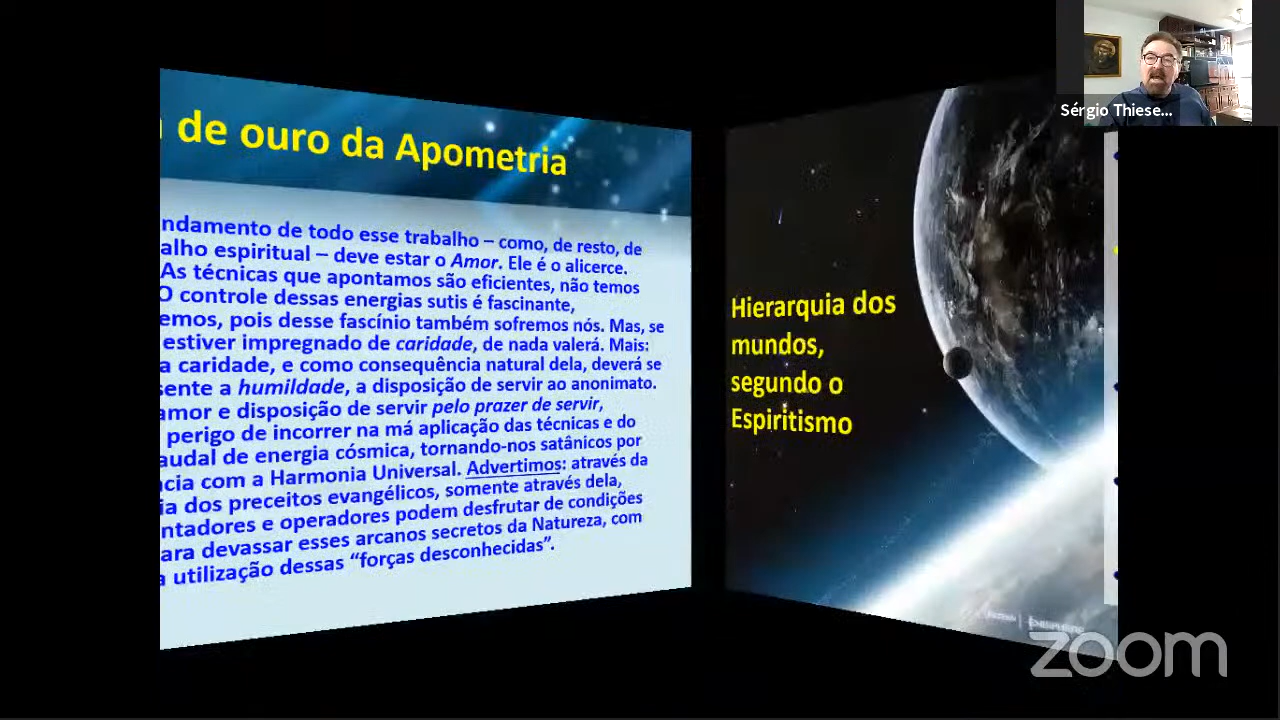 de ouro da Apometria
ndamento de todo esse trabalho – como, de resto, de
alho espiritual – deve estar o Amor. Ele é o alicerce.
As técnicas que apontamos são eficientes, não temos
O controle dessas energias sutis é fascinante,
emos, pois desse fascínio também sofremos nós. Mas, se
estiver impregnado de caridade, de nada valerá. Mais:
a caridade, e como consequência natural dela, deverá se
sente a humildade, a disposição de servir ao anonimato.
amor e disposição de servir pelo prazer de servir,
perigo de incorrer na má aplicação das técnicas e do
audal de energia cósmica, tornando-nos satânicos por
ncia com a Harmonia Universal. Advertimos: através da
ia dos preceitos evangélicos, somente através dela,
ntadores e operadores podem desfrutar de condições
ara devassar esses arcanos secretos da Natureza, com
a utilização dessas “forças desconhecidas”.
Hierarquia dos
mundos,
segundo o
Espiritismo
Sérgio Thiese...
zoom